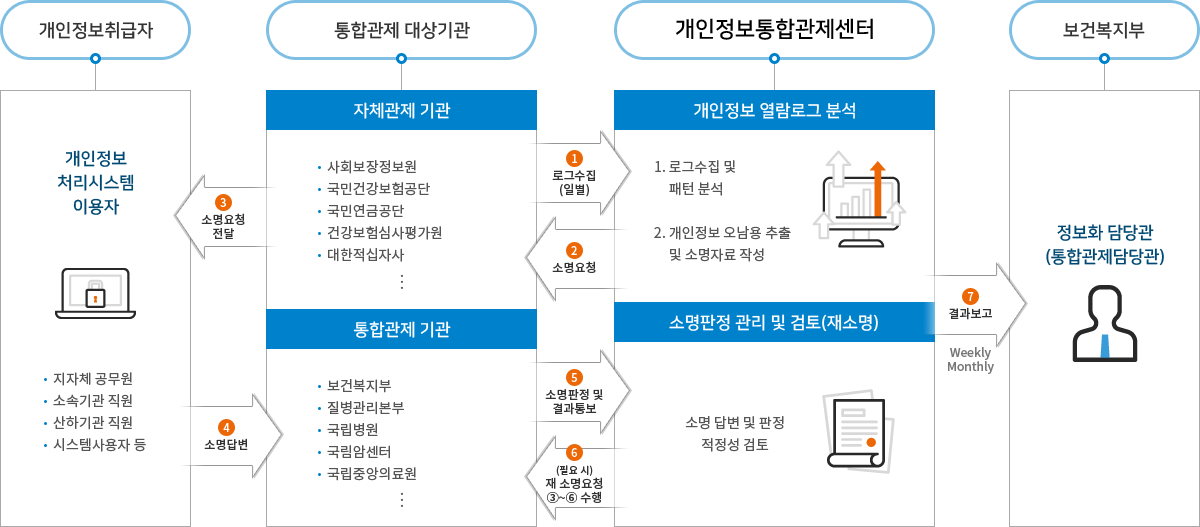 개인정보취급자
통합관제 대상기관
개인정보통합관제센터
보건복지부
개인정보
처리시스템
이용자
• 지자체 공무원
• 소속기관 직원
• 산하기관 직원
• 시스템사용자 등
3
소명요청
전달
4
소명답변
자체관제 기관
• 사회보장정보원
• 국민건강보험공단
• 국민연금공단
• 건강보험심사평가원
• 대한적십자사
⋮
통합관제 기관
• 보건복지부
• 질병관리본부
• 국립병원
• 국림암센터
• 국립중앙의료원
⋮
1
로그수집
(일별)
2
소명요청
5
소명판정 및
결과통보
6
(필요 시)
재 소명요청
③~⑥ 수행
개인정보 열람로그 분석
1. 로그수집 및
패턴 분석
2. 개인정보 오남용 추출
및 소명자료 작성
소명판정 관리 및 검토(재소명)
소명 답변 및 판정
적정성 검토
7
결과보고
Weekly
Monthly
정보화 담당관
(통합관제담당관)